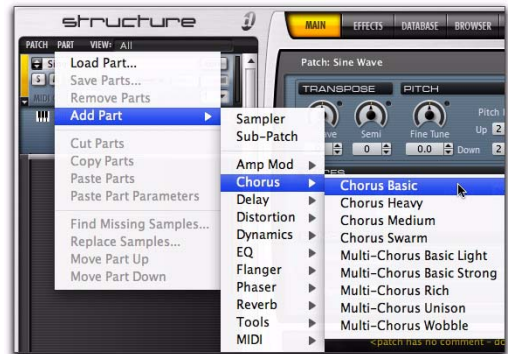 structure
MAIN EFFECTS DATABASE BROWSER
PATCH PART VIEW: All
Patch: Sine Wave
TRANSPOSE PITCH
Semi Fine Tune
0 0.0
Up 2
Down 2
Load Part...
Save Parts...
Remove Parts
Add Part
Cut Parts
Copy Parts
Paste Parts
Paste Part Parameters
Find Missing Samples...
Replace Samples...
Move Part Up
Move Part Down
Sampler
Sub-Patch
Amp Mod
Chorus
Delay
Distortion
Dynamics
EQ
Flanger
Phaser
Reverb
Tools
MIDI
Chorus Basic
Chorus Heavy
Chorus Medium
Chorus Swarm
Multi-Chorus Basic Light
Multi-Chorus Basic Strong
Multi-Chorus Rich
Multi-Chorus Unison
Multi-Chorus Wobble
<patch has no comment - do